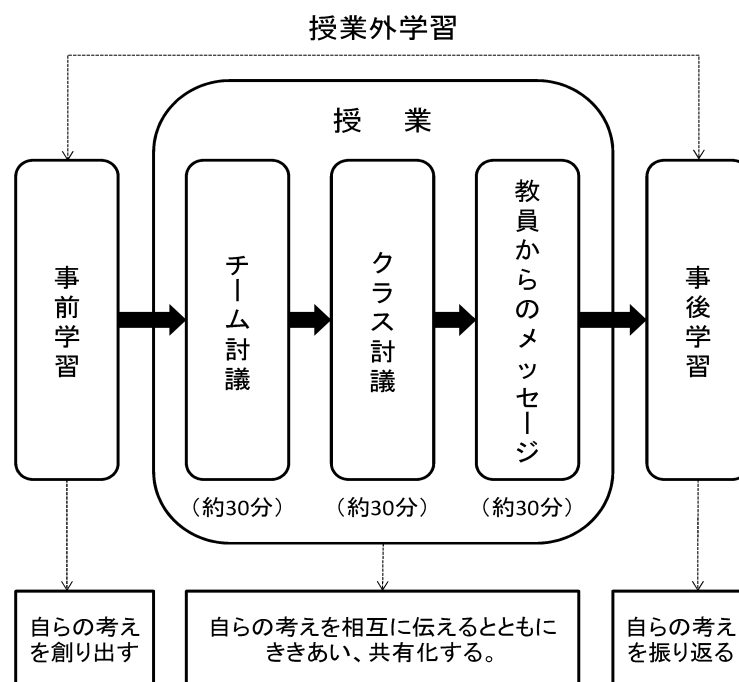 授業外学習
授　業
事前学習
チーム討議
クラス討議
教員からのメッセージ
事後学習
（約30分）
（約30分）
（約30分）
自らの考え
を創り出す
自らの考えを相互に伝えるとともに
ききあい、共有化する。
自らの考え
を振り返る